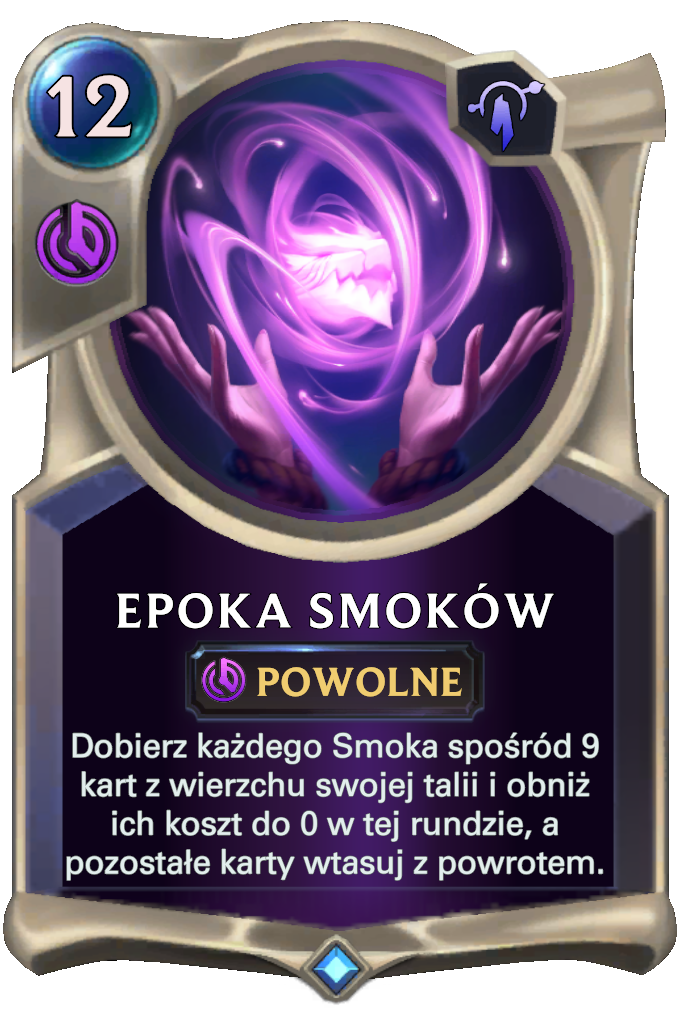 12
EPOKA SMOKÓW
POWOLNE
Dobierz każdego Smoka spośród 9
kart z wierzchu swojej talii i obniż
ich koszt do 0 w tej rundzie, a
pozostałe karty wtasuj z powrotem.